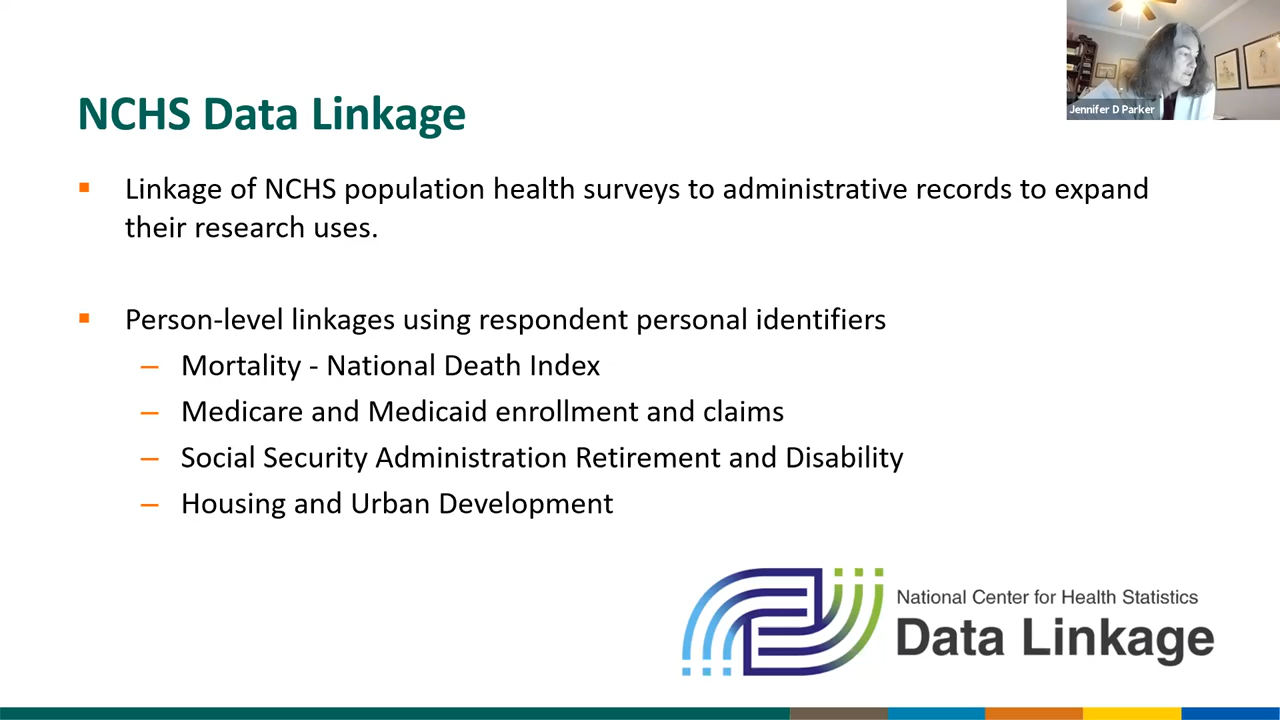 Jennifer D Parker
NCHS Data Linkage
▪ Linkage of NCHS population health surveys to administrative records to expand
their research uses.
▪ Person-level linkages using respondent personal identifiers
– Mortality - National Death Index
– Medicare and Medicaid enrollment and claims
– Social Security Administration Retirement and Disability
– Housing and Urban Development
National Center for Health Statistics
Data Linkage